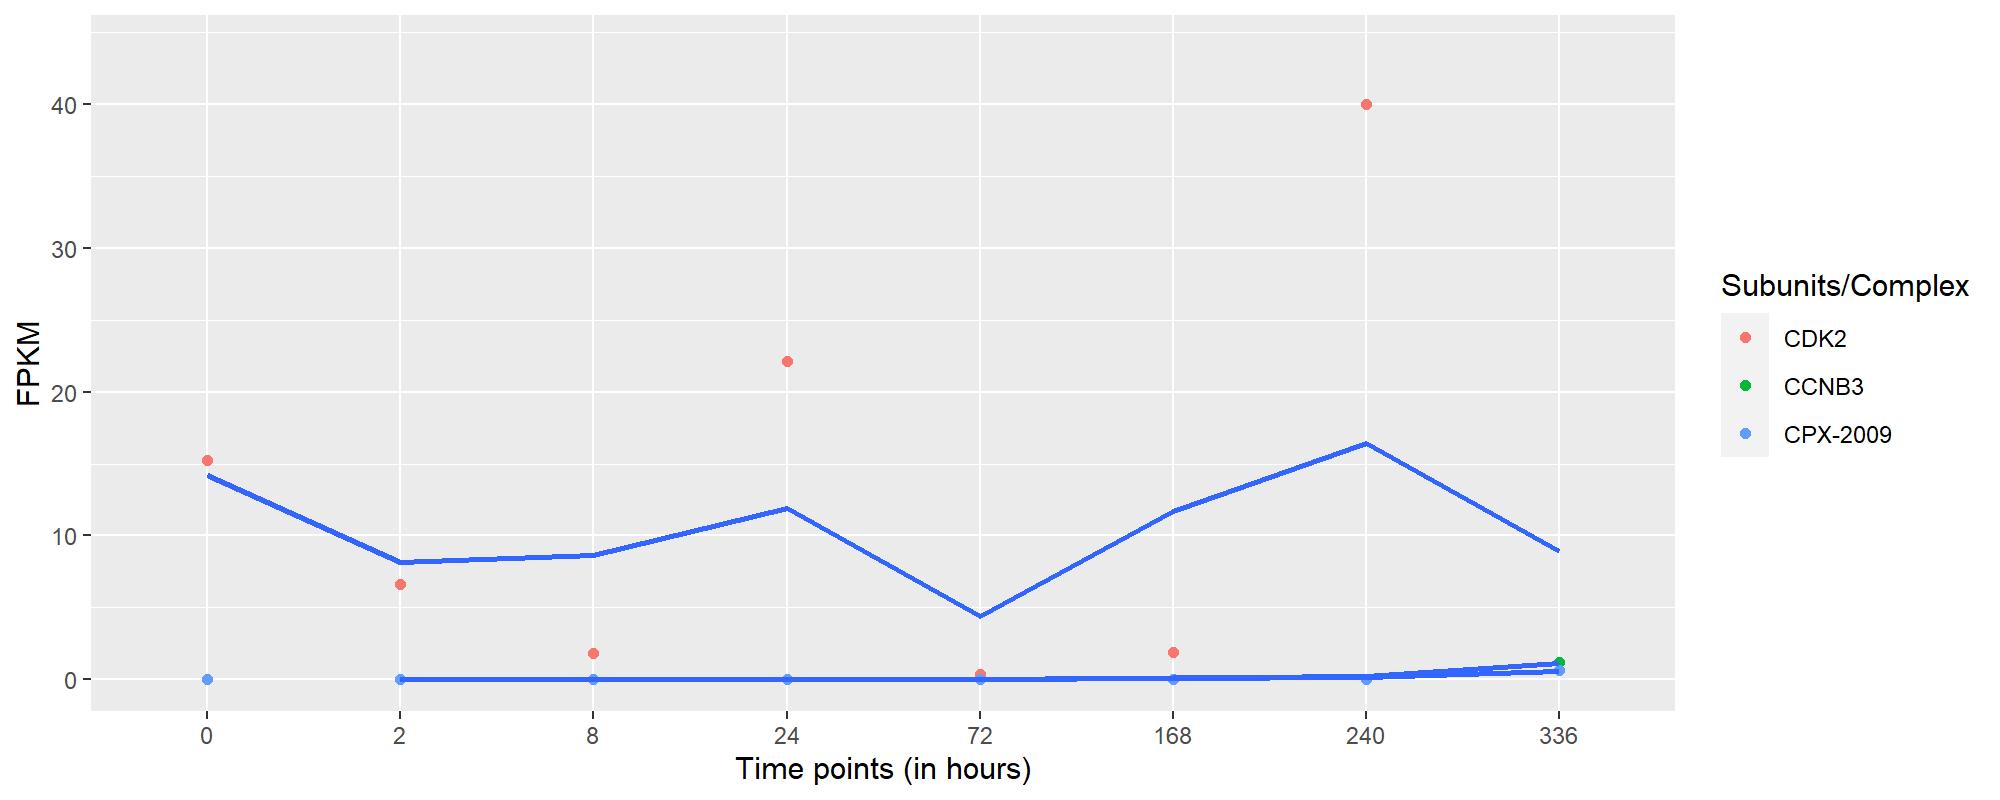 40
30
20
10
0
FPKM
0 2 8 24 72 168 240 336
Time points (in hours)
Subunits/Complex
CDK2
CCNB3
CPX-2009